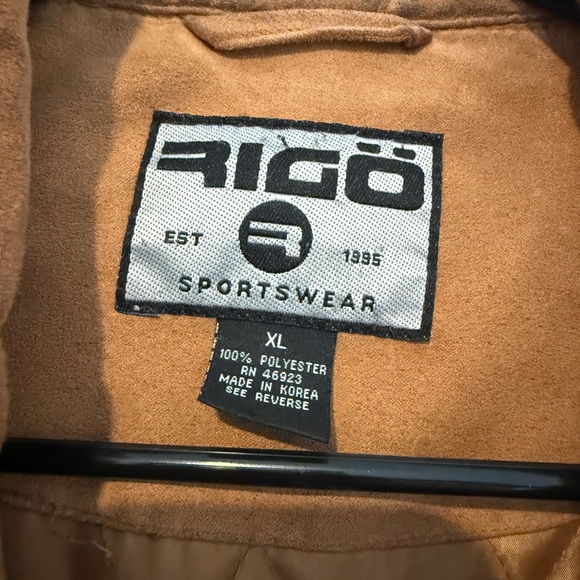 RIGÖ
EST R 1995
SPORTSWEAR
XL
100% POLYESTER
RN 46923
MADE IN KOREA
SEE REVERSE